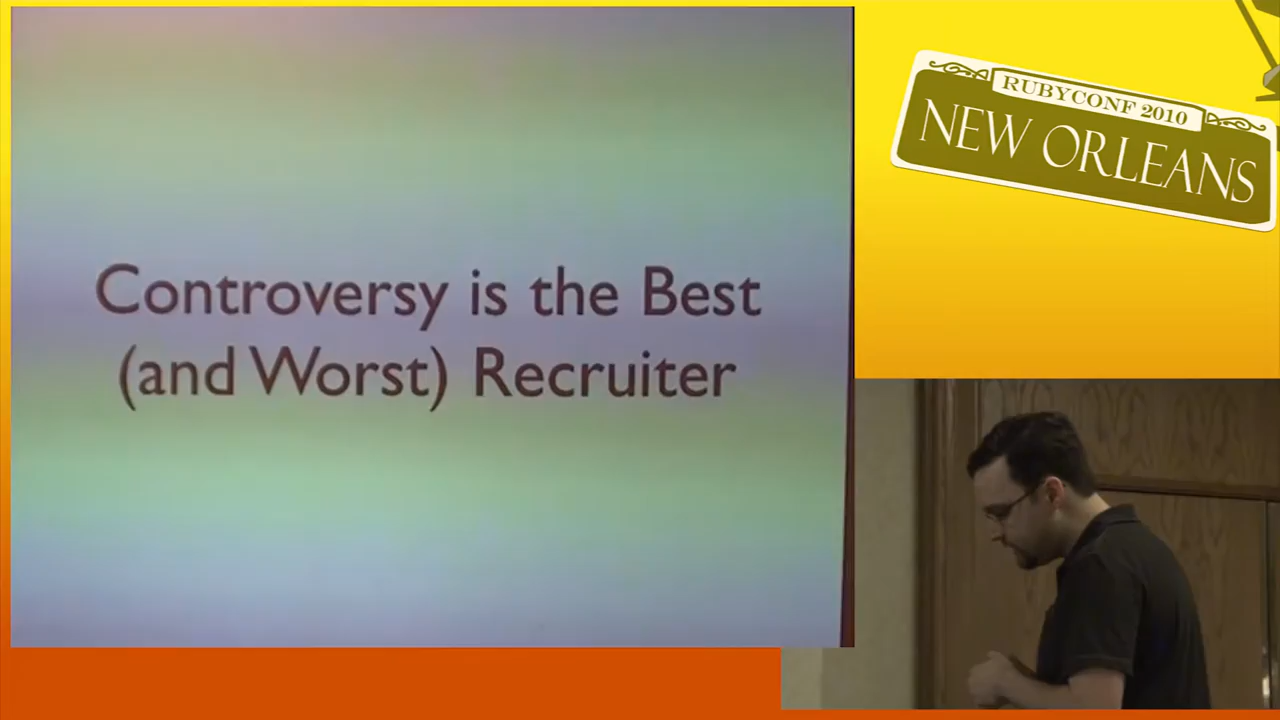 Controversy is the Best
(and Worst) Recruiter
RUBYCONF 2010
NEW ORLEANS